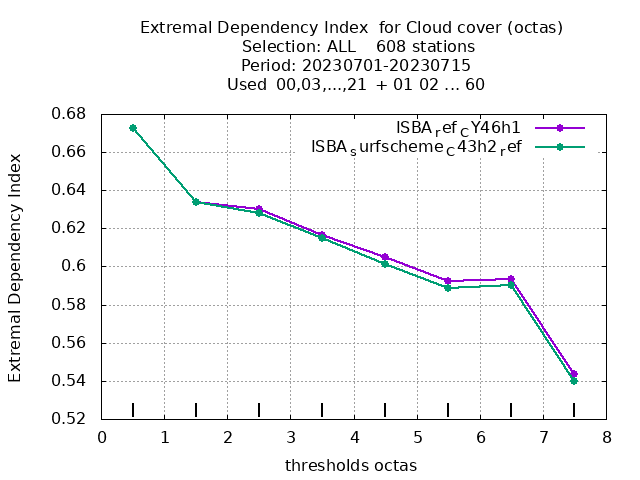 Extremal Dependency Index  for Cloud cover (octas)
Selection: ALL    608 stations
Period: 20230701-20230715
Used  00,03,...,21  + 01 02 ... 60
0.68
0.66
0.64
0.62
0.6
0.58
0.56
0.54
0.52
Extremal Dependency Index
ISBAref_CY46h1
ISBAsurfscheme_C43h2ref
0 1 2 3 4 5 6 7 8
thresholds octas